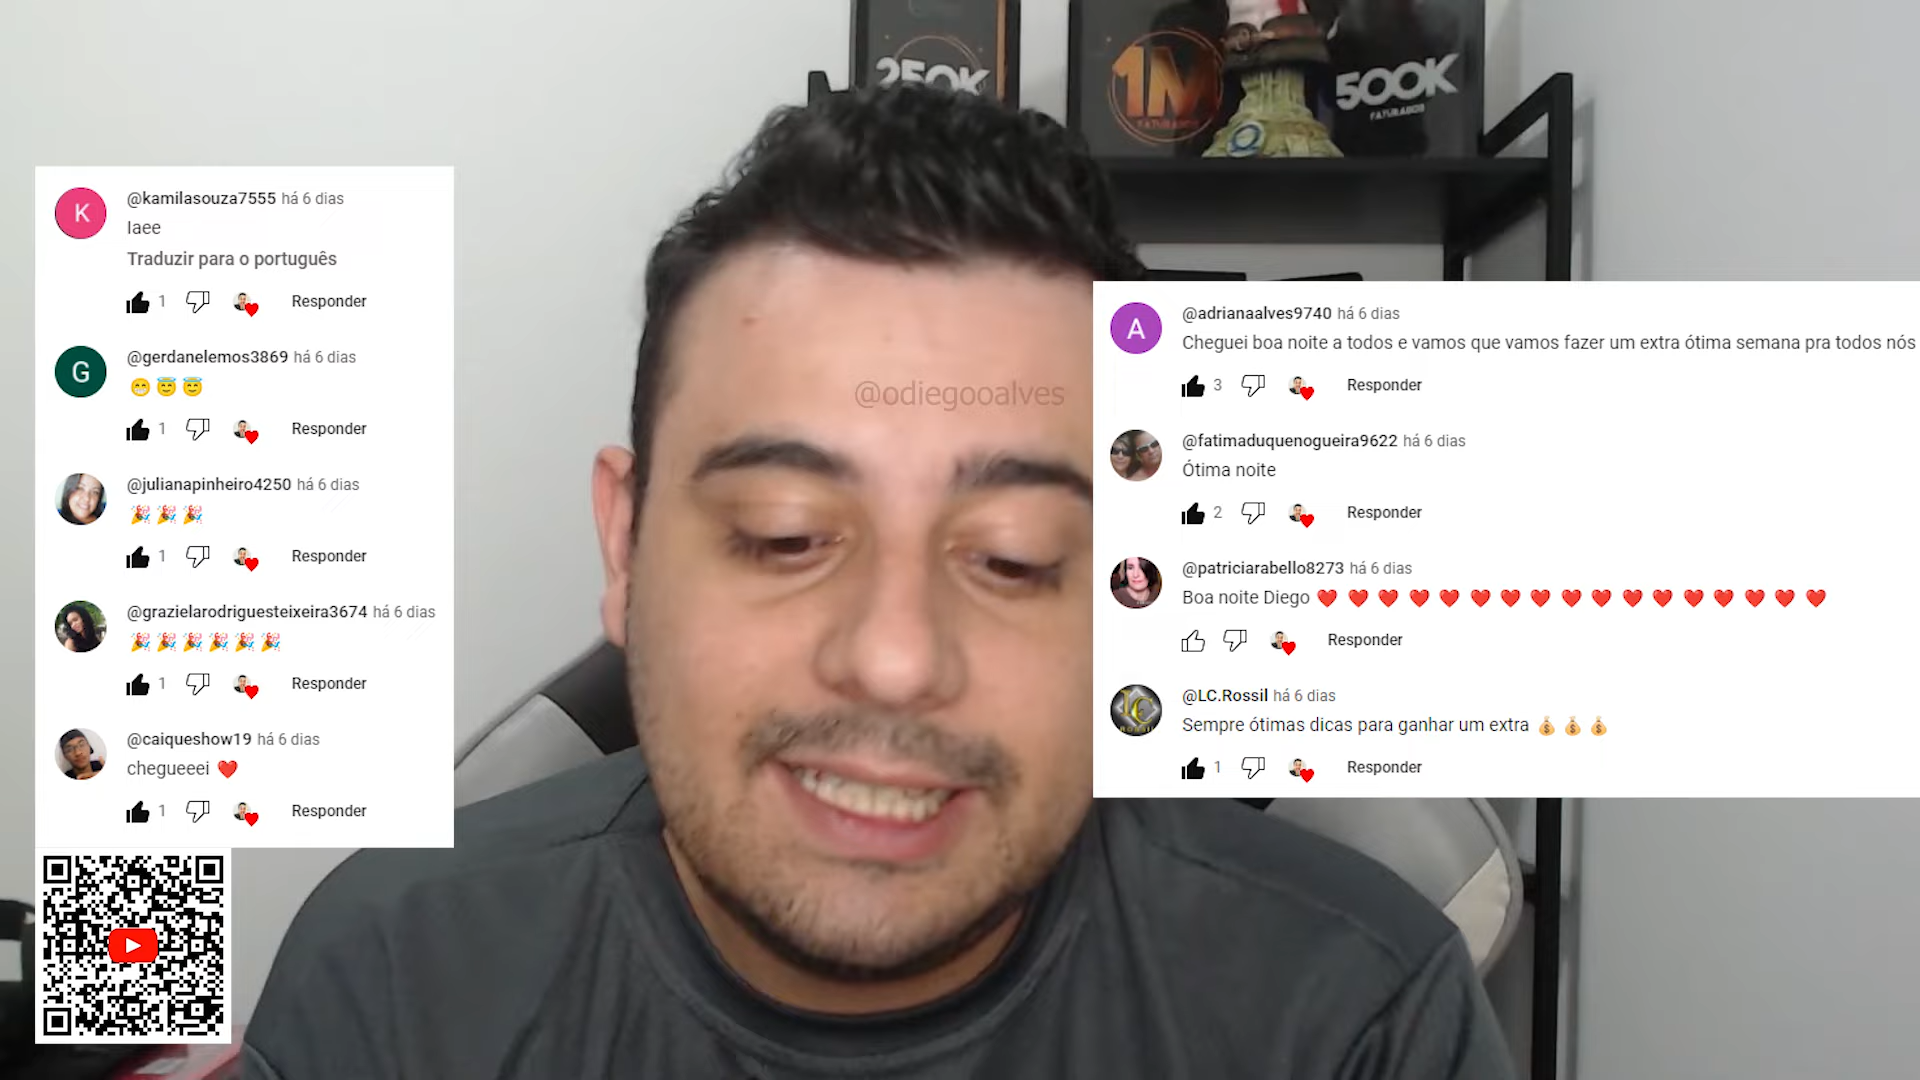 250K
1M
FATURADOS
500K
FATURADOS
@kamilasouza7555 há 6 dias
Iaee
Traduzir para o português
1
Responder
G
@gerdanelemos3869 há 6 dias
😁😇😇
1
Responder
@julianapinheiro4250 há 6 dias
🎉🎉🎉
1
Responder
@grazielarodriguesteixeira3674 há 6 dias
🎉🎉🎉🎉🎉🎉
1
Responder
@caiqueshow19 há 6 dias
chegueeei ❤️
1
Responder
K
@odiegooalves
A
@adrianaalves9740 há 6 dias
Cheguei boa noite a todos e vamos que vamos fazer um extra ótima semana pra todos nós
3
Responder
@fatimaduquenogueira9622 há 6 dias
Ótima noite
2
Responder
@patriciarabello8273 há 6 dias
Boa noite Diego ❤️❤️❤️❤️❤️❤️❤️❤️❤️❤️❤️❤️❤️❤️❤️❤️❤️
Responder
@LC.Rossil há 6 dias
Sempre ótimas dicas para ganhar um extra 💰💰💰
1
Responder